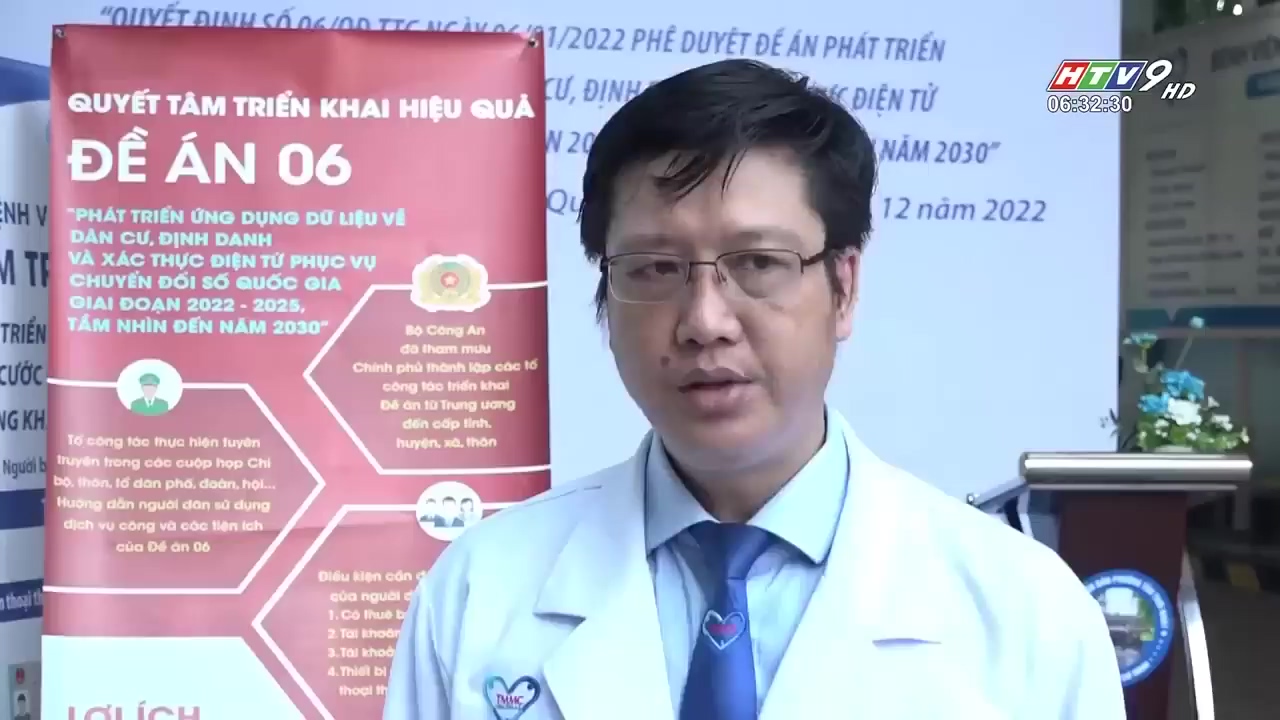 "QUYẾT ĐỊNH SỐ 06/QĐ-TTG NGÀY 06/01/2022 PHÊ DUYỆT ĐỀ ÁN PHÁT TRIỂN
CƯ, ĐỊNH
ĐIỆN TỬ
NĂM 2030"
12 năm 2022
HTV9 HD
06:32:30
QUYẾT TÂM TRIỂN KHAI HIỆU QUẢ
ĐỀ ÁN 06
"PHÁT TRIỂN ỨNG DỤNG DỮ LIỆU VỀ
DÂN CƯ, ĐỊNH DANH
VÀ XÁC THỰC ĐIỆN TỬ PHỤC VỤ
CHUYỂN ĐỔI SỐ QUỐC GIA
GIAI ĐOẠN 2022 - 2025,
TẦM NHÌN ĐẾN NĂM 2030"
Bộ Công An
đã tham mưu
Chính phủ thành lập các tổ
công tác triển khai
Đề án từ Trung ương
đến cấp tỉnh,
huyện, xã, thôn
Tổ công tác thực hiện tuyên
truyền trong các cuộc họp Chi
bộ, thôn, tổ dân phố, đoàn, hội...
Hướng dẫn người dân sử dụng
dịch vụ công và các tiện ích
của Đề án 06
Điều kiện cần
của người
1. Có thuê
2. Tài khoản
3. Tài
4. Thiết bị
thoại
LỢI ÍCH
TRIỂN
CƯỚC
Người
thoại
TMMC
TMMC